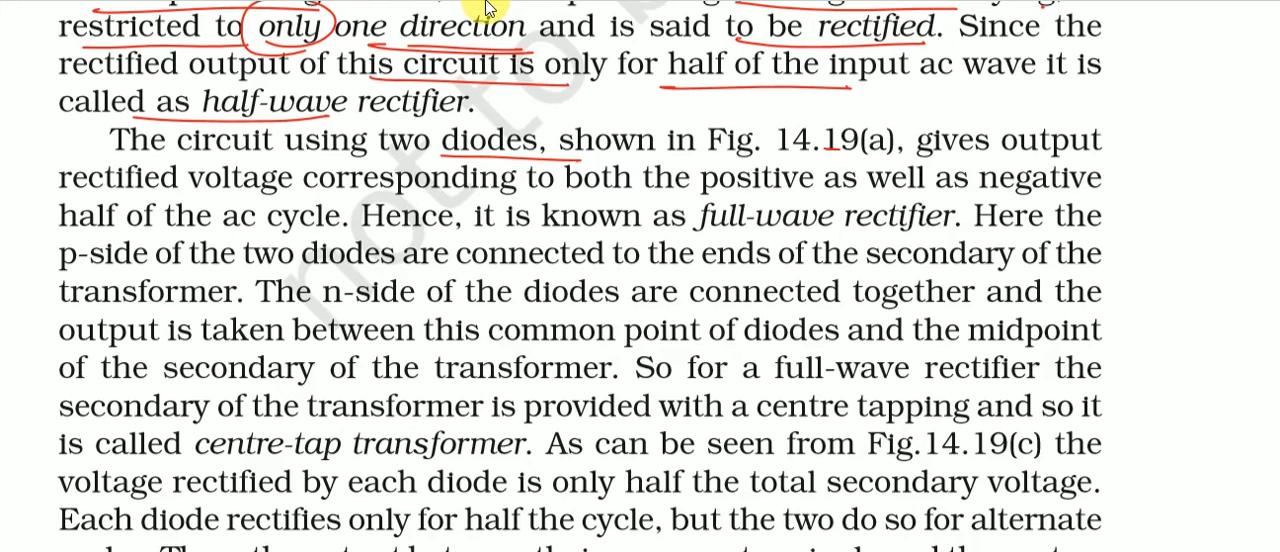 restricted to only one direction and is said to be rectified. Since the
rectified output of this circuit is only for half of the input ac wave it is
called as half-wave rectifier.
The circuit using two diodes, shown in Fig. 14.19(a), gives output
rectified voltage corresponding to both the positive as well as negative
half of the ac cycle. Hence, it is known as full-wave rectifier. Here the
p-side of the two diodes are connected to the ends of the secondary of the
transformer. The n-side of the diodes are connected together and the
output is taken between this common point of diodes and the midpoint
of the secondary of the transformer. So for a full-wave rectifier the
secondary of the transformer is provided with a centre tapping and so it
is called centre-tap transformer. As can be seen from Fig.14.19(c) the
voltage rectified by each diode is only half the total secondary voltage.
Each diode rectifies only for half the cycle, but the two do so for alternate
not to b